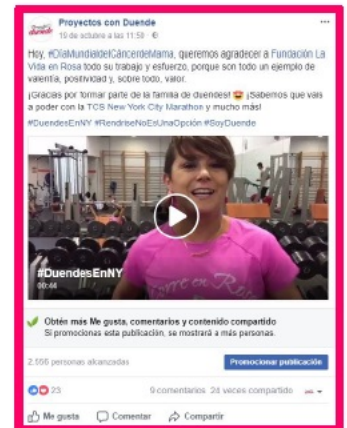 Proyectos con Duende
19 de octubre a las 11:59 ·
Hoy, #DíaMundialdelCáncerdeMama, queremos agradecer a Fundación La
Vida en Rosa todo su trabajo y esfuerzo, porque son todo un ejemplo de
valentía, positividad y, sobre todo, valor.
¡Gracias por formar parte de la familia de duendes! ¡Sabemos que vais
a poder con la TCS New York City Marathon y mucho más!
#DuendesEnNY #RendirseNoEsUnaOpción #SoyDuende
#DuendesEnNY
00:44
Obtén más Me gusta, comentarios y contenido compartido
Si promocionas esta publicación, se mostrará a más personas.
2.556 personas alcanzadas
Promocionar publicación
23
9 comentarios 24 veces compartido
Me gusta Comentar Compartir